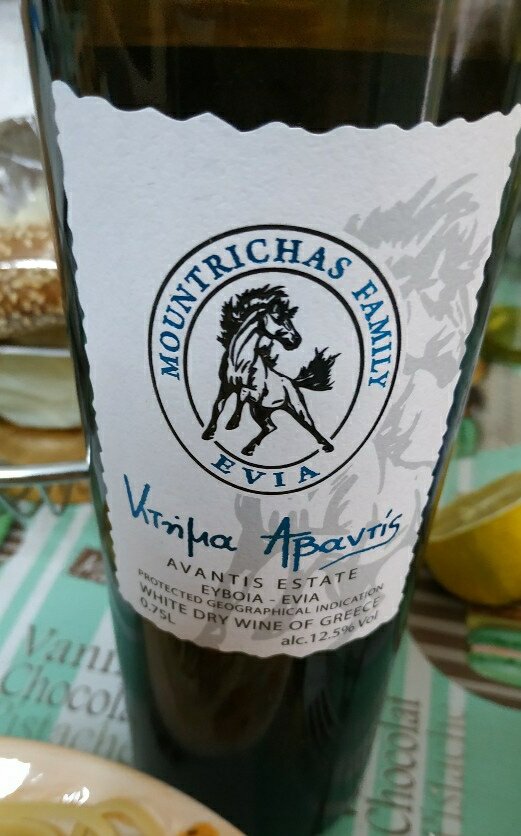 MOUNTRICHAS FAMILY
EVIA
Κτήμα Αβαντίς
AVANTIS ESTATE
ΕΥΒΟΙΑ - EVIA
PROTECTED GEOGRAPHICAL INDICATION
WHITE DRY WINE OF GREECE
0.75L
alc.12.5% Vol
Chocolat